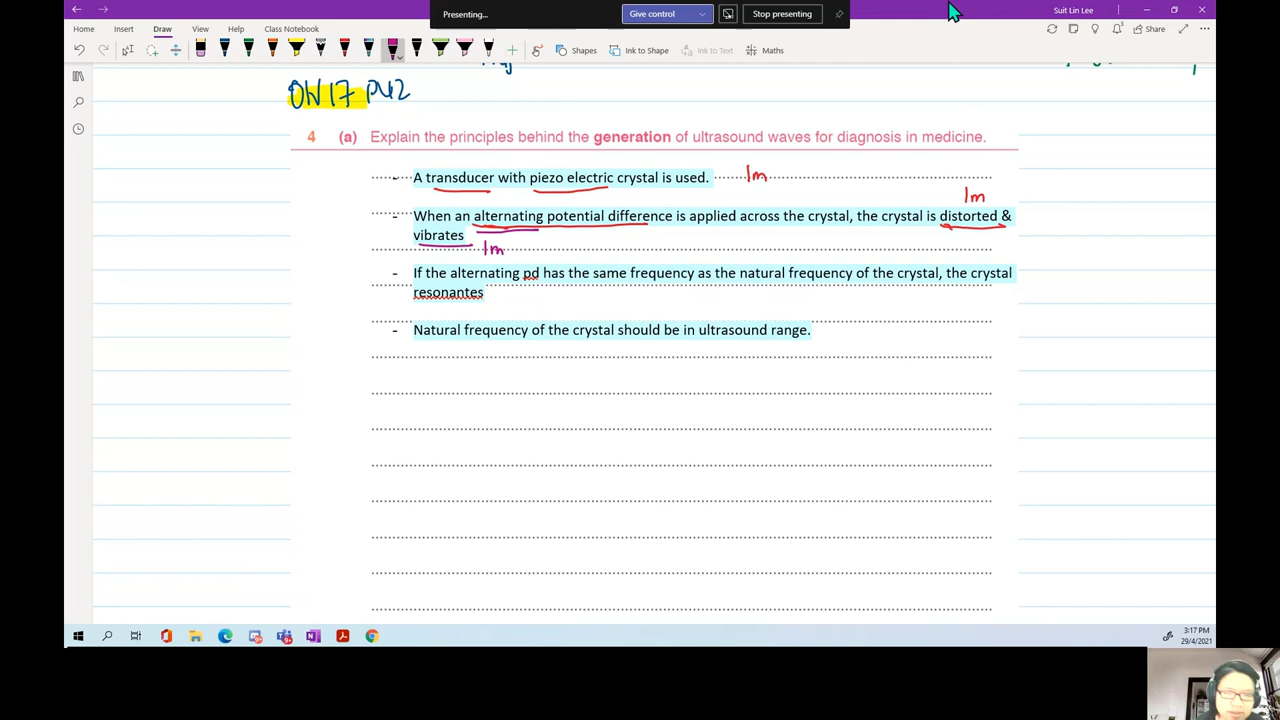 Presenting...
Give control
Stop presenting
Suit Lin Lee
Home Insert Draw View Help Class Notebook
Share
Shapes Ink to Shape Ink to Text Maths
ON17 P42
4 (a) Explain the principles behind the generation of ultrasound waves for diagnosis in medicine.
- A transducer with piezo electric crystal is used. 1m
1m
- When an alternating potential difference is applied across the crystal, the crystal is distorted &
vibrates
1m
- If the alternating pd has the same frequency as the natural frequency of the crystal, the crystal
resonantes
- Natural frequency of the crystal should be in ultrasound range.
3:17 PM
29/4/2021